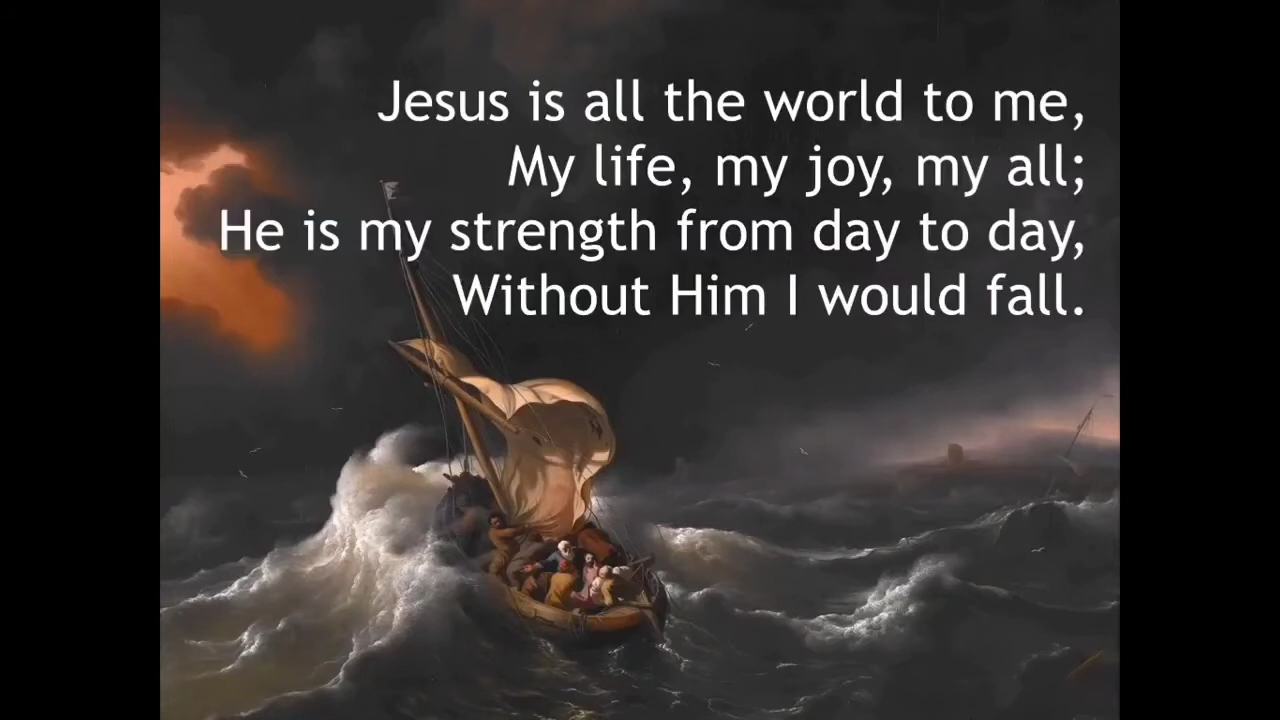 Jesus is all the world to me,
My life, my joy, my all;
He is my strength from day to day,
Without Him I would fall.